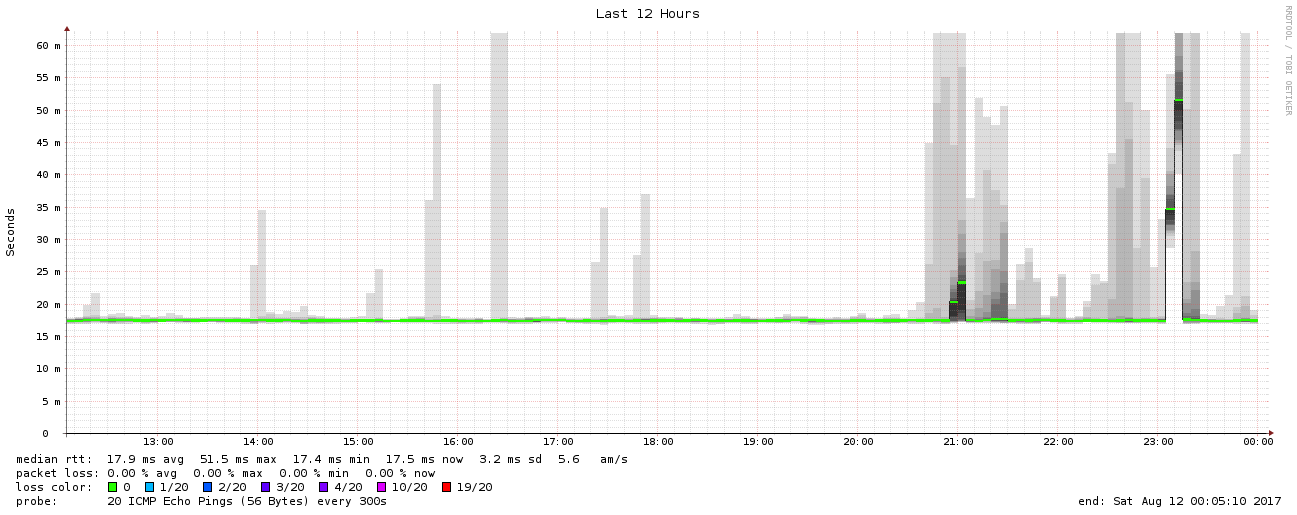 Last 12 Hours
RRDTOOL / TOBI OETIKER
Seconds
60 m
55 m
50 m
45 m
40 m
35 m
30 m
25 m
20 m
15 m
10 m
5 m
0
13:00 14:00 15:00 16:00 17:00 18:00 19:00 20:00 21:00 22:00 23:00 00:00
median rtt: 17.9 ms avg 51.5 ms max 17.4 ms min 17.5 ms now 3.2 ms sd 5.6 am/s
packet loss: 0.00 % avg 0.00 % max 0.00 % min 0.00 % now
loss color: 0 1/20 2/20 3/20 4/20 10/20 19/20
probe: 20 ICMP Echo Pings (56 Bytes) every 300s end: Sat Aug 12 00:05:10 2017